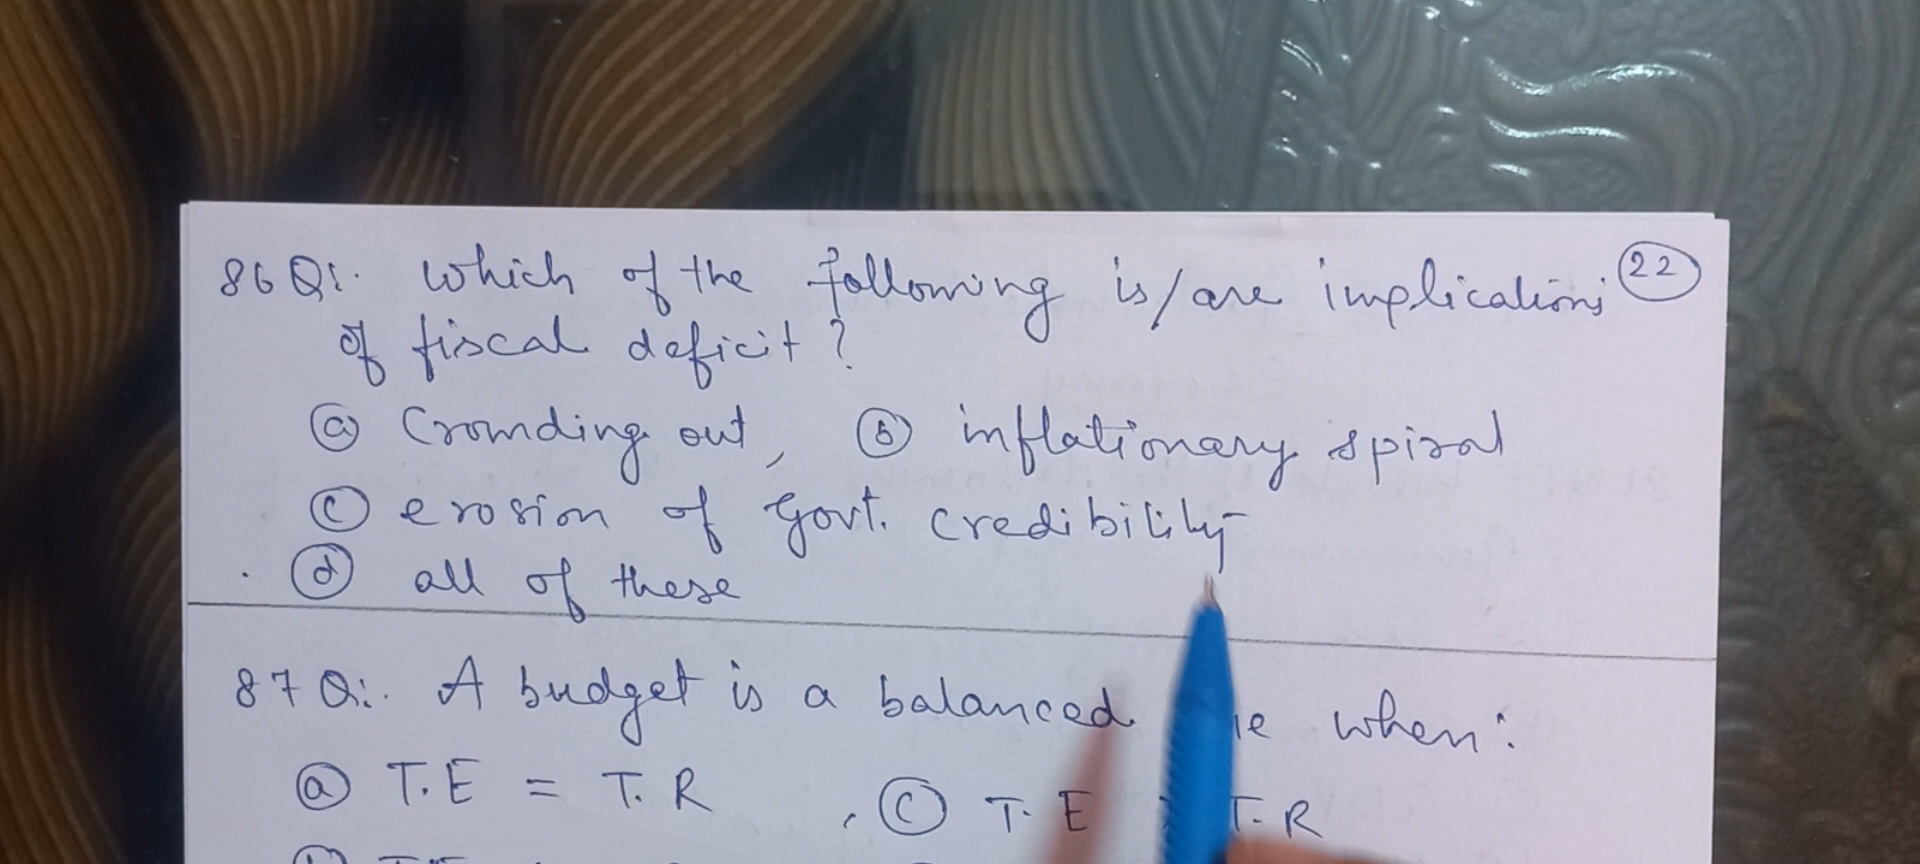 86 Q:. Which of the following is/are implications 22
of fiscal deficit?
(a) Crowding out, (b) inflationary spiral
(c) erosion of Govt. credibility
(d) all of these
87 Q:. A budget is a balanced when:
(a) T.E = T.R (c) T.E T.R